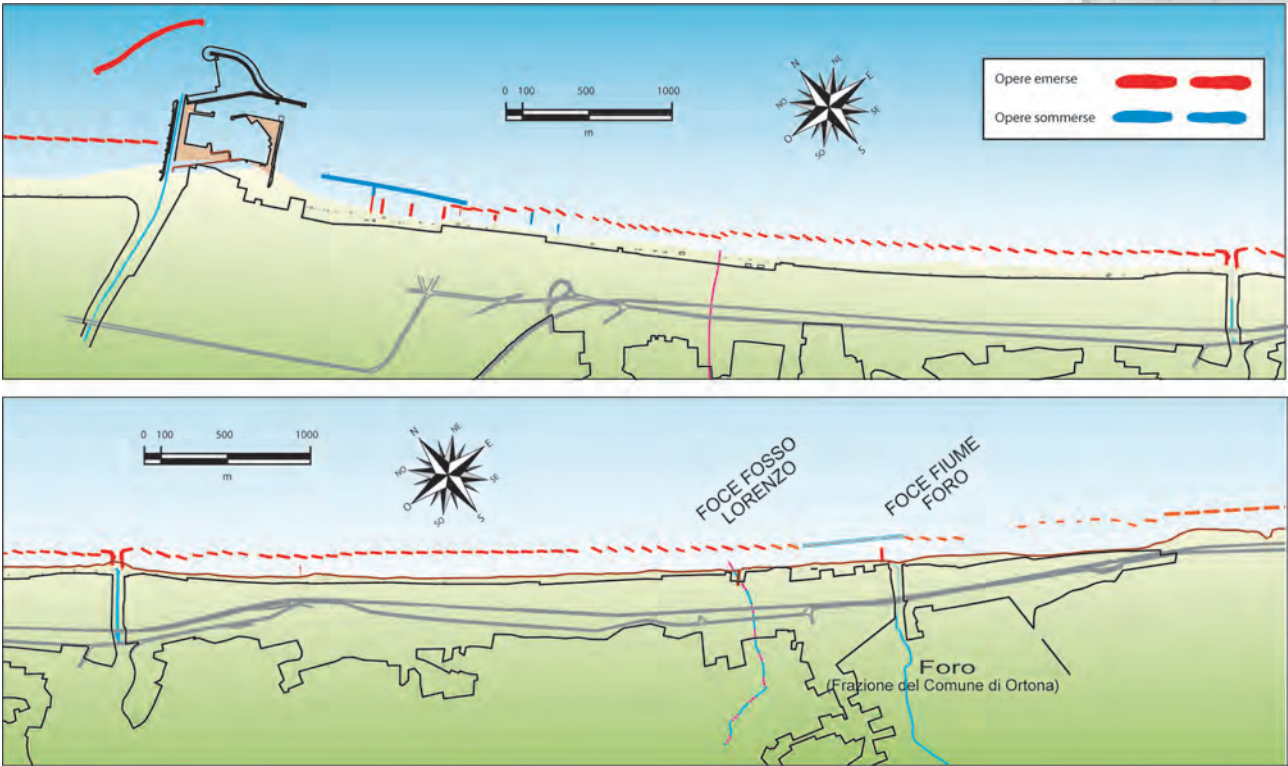 0 100 500 1000
m
N
NE
E
SE
S
SO
O
NO
Opere emerse
Opere sommerse
0 100 500 1000
m
N
NE
E
SE
S
SO
O
NO
FOCE FOSSO
LORENZO
FOCE FIUME
FORO
Foro
(Frazione del Comune di Ortona)